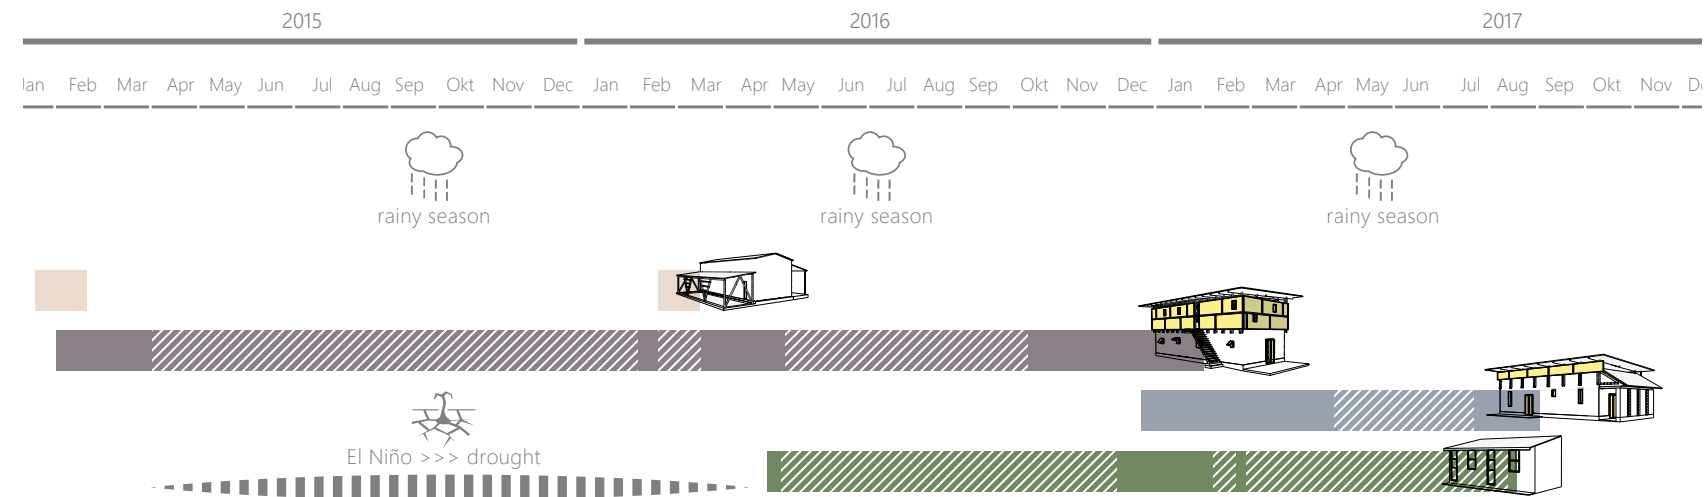 2015 2016 2017
Jan Feb Mar Apr May Jun Jul Aug Sep Okt Nov Dec Jan Feb Mar Apr May Jun Jul Aug Sep Okt Nov Dec Jan Feb Mar Apr May Jun Jul Aug Sep Okt Nov De
rainy season rainy season rainy season
El Niño >>> drought